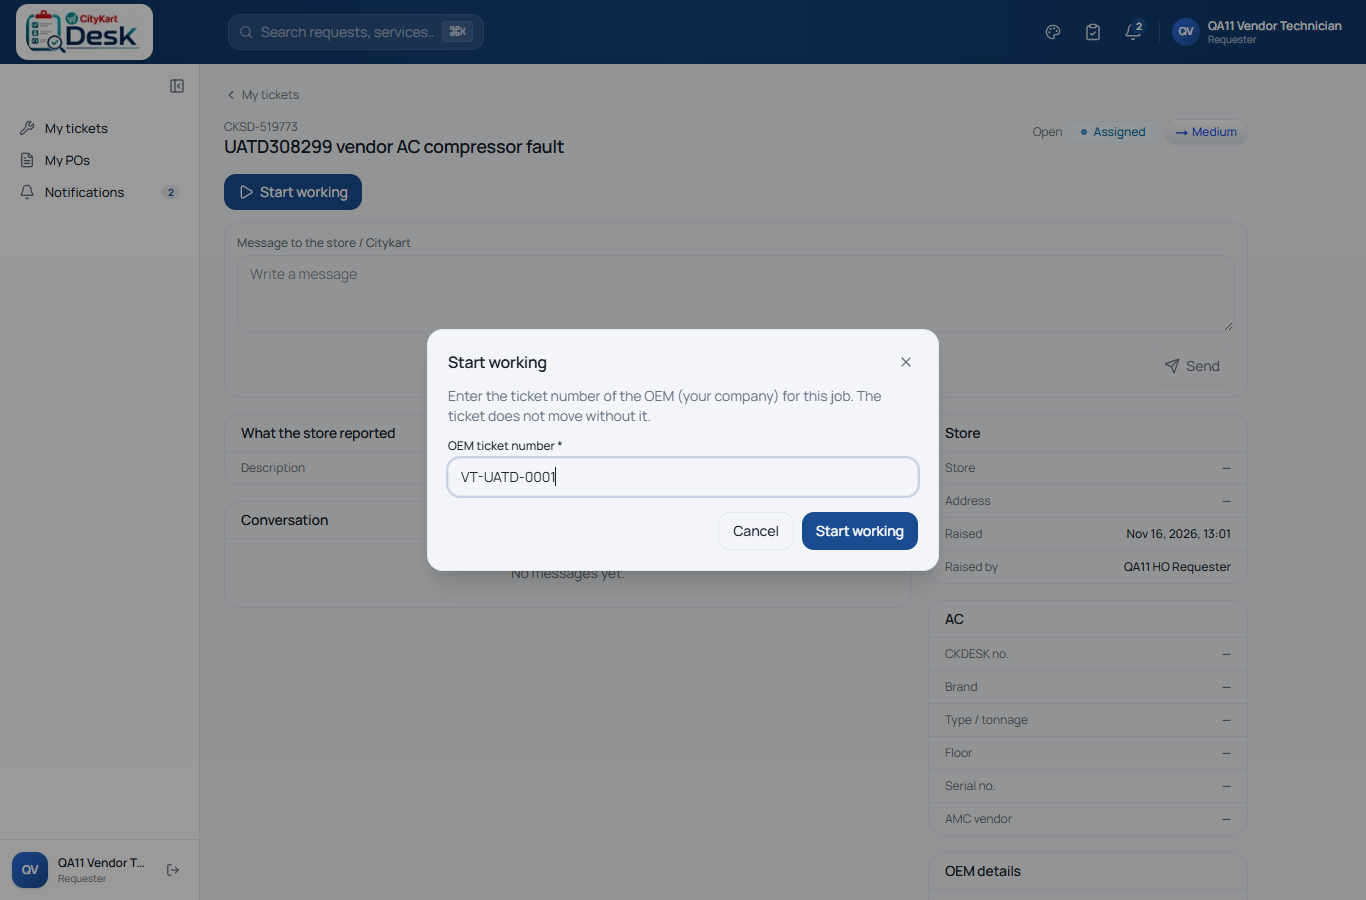 CityKart
Desk
Search requests, services..
⌘K
2
QV
QA11 Vendor Technician
Requester
My tickets
My POs
Notifications
2
My tickets
CKSD-519773
UATD308299 vendor AC compressor fault
Open
Assigned
→ Medium
Start working
Message to the store / Citykart
Write a message
Send
Start working
Enter the ticket number of the OEM (your company) for this job. The
ticket does not move without it.
OEM ticket number *
VT-UATD-0001
Cancel
Start working
What the store reported
Description
Conversation
No messages yet.
Store
Store
–
Address
–
Raised
Nov 16, 2026, 13:01
Raised by
QA11 HO Requester
AC
CKDESK no.
–
Brand
–
Type / tonnage
–
Floor
–
Serial no.
–
AMC vendor
–
OEM details
QV
QA11 Vendor T...
Requester